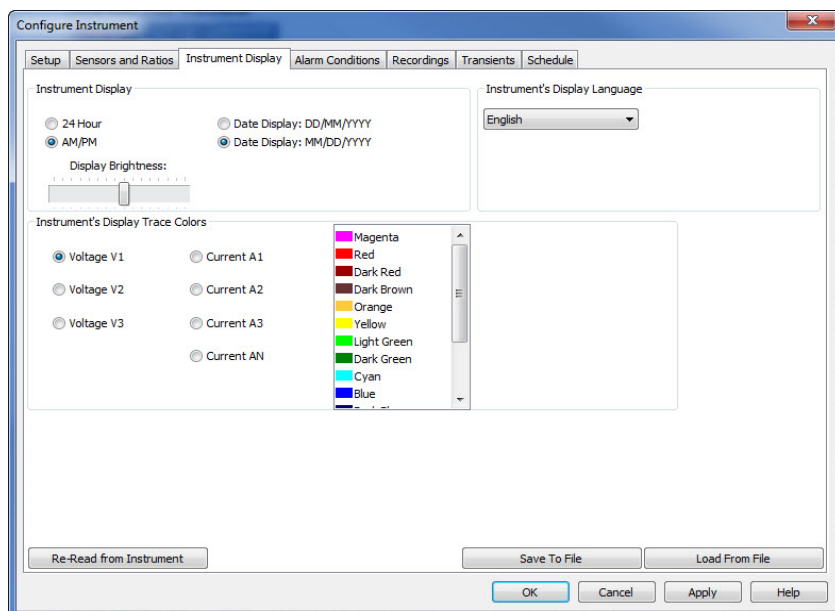 Configure Instrument
Setup Sensors and Ratios Instrument Display Alarm Conditions Recordings Transients Schedule
Instrument Display
24 Hour
AM/PM
Date Display: DD/MM/YYYY
Date Display: MM/DD/YYYY
Display Brightness:
Instrument's Display Language
English
Instrument's Display Trace Colors
Voltage V1
Voltage V2
Voltage V3
Current A1
Current A2
Current A3
Current AN
Magenta
Red
Dark Red
Dark Brown
Orange
Yellow
Light Green
Dark Green
Cyan
Blue
Re-Read from Instrument Save To File Load From File
OK Cancel Apply Help